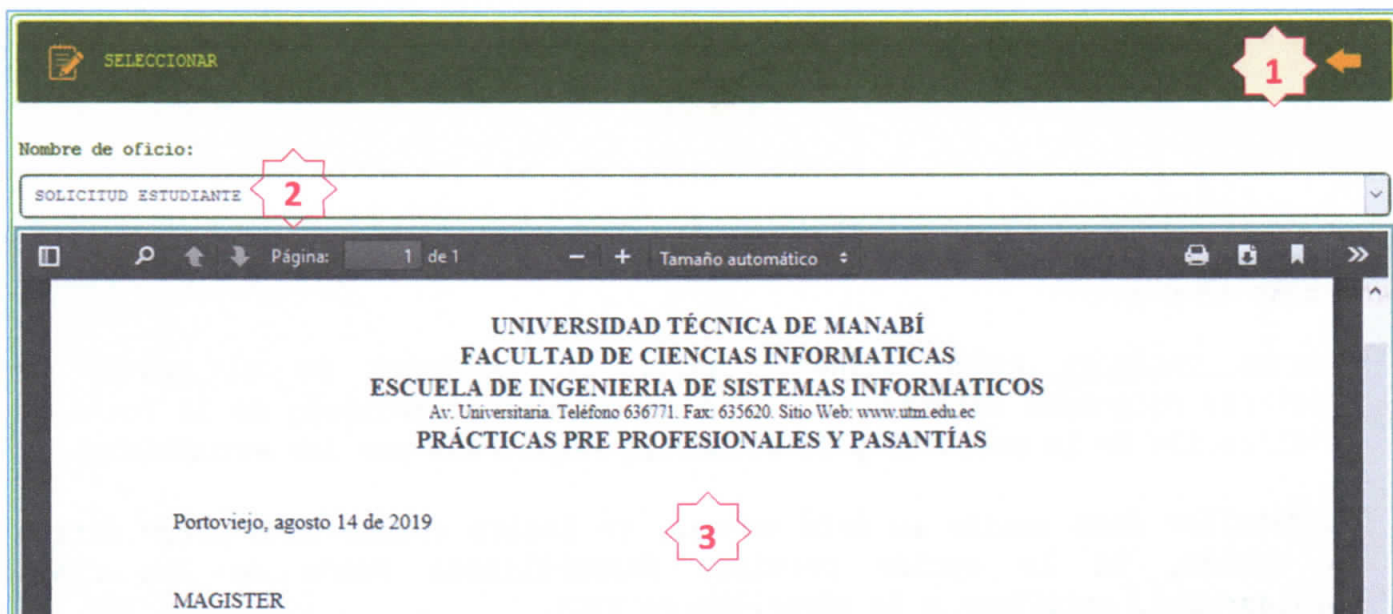 SELECCIONAR
1
Nombre de oficio:
SOLICITUD ESTUDIANTE
2
Página: 1 de 1
Tamaño automático
UNIVERSIDAD TÉCNICA DE MANABÍ
FACULTAD DE CIENCIAS INFORMATICAS
ESCUELA DE INGENIERIA DE SISTEMAS INFORMATICOS
Av. Universitaria. Teléfono 636771. Fax: 635620. Sitio Web: www.utm.edu.ec
PRÁCTICAS PRE PROFESIONALES Y PASANTÍAS
Portoviejo, agosto 14 de 2019
3
MAGISTER